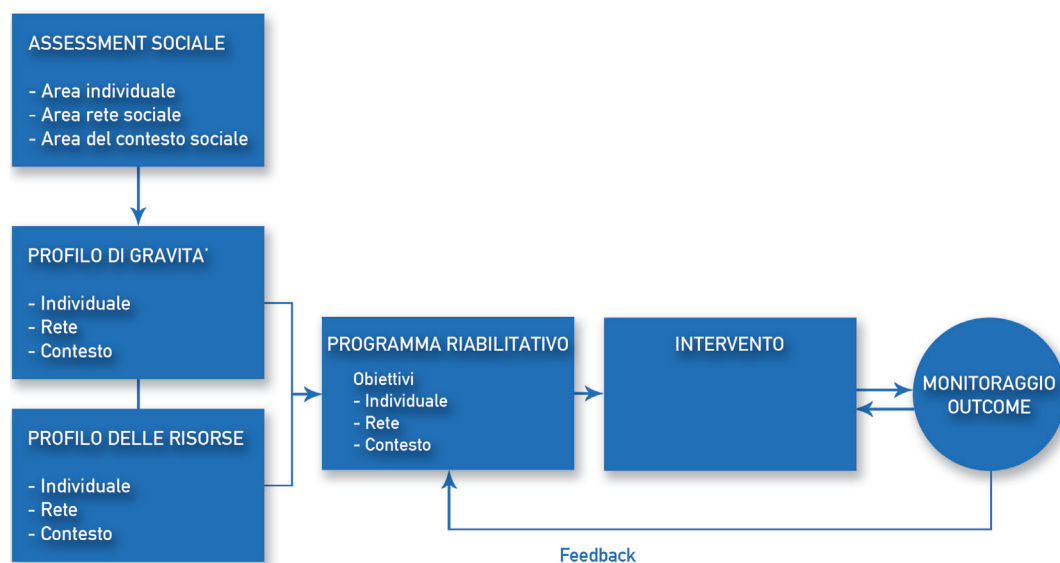 ASSESSMENT SOCIALE
- Area individuale
- Area rete sociale
- Area del contesto sociale
PROFILO DI GRAVITA'
- Individuale
- Rete
- Contesto
PROFILO DELLE RISORSE
- Individuale
- Rete
- Contesto
PROGRAMMA RIABILITATIVO
Obiettivi
- Individuale
- Rete
- Contesto
INTERVENTO
MONITORAGGIO
OUTCOME
Feedback